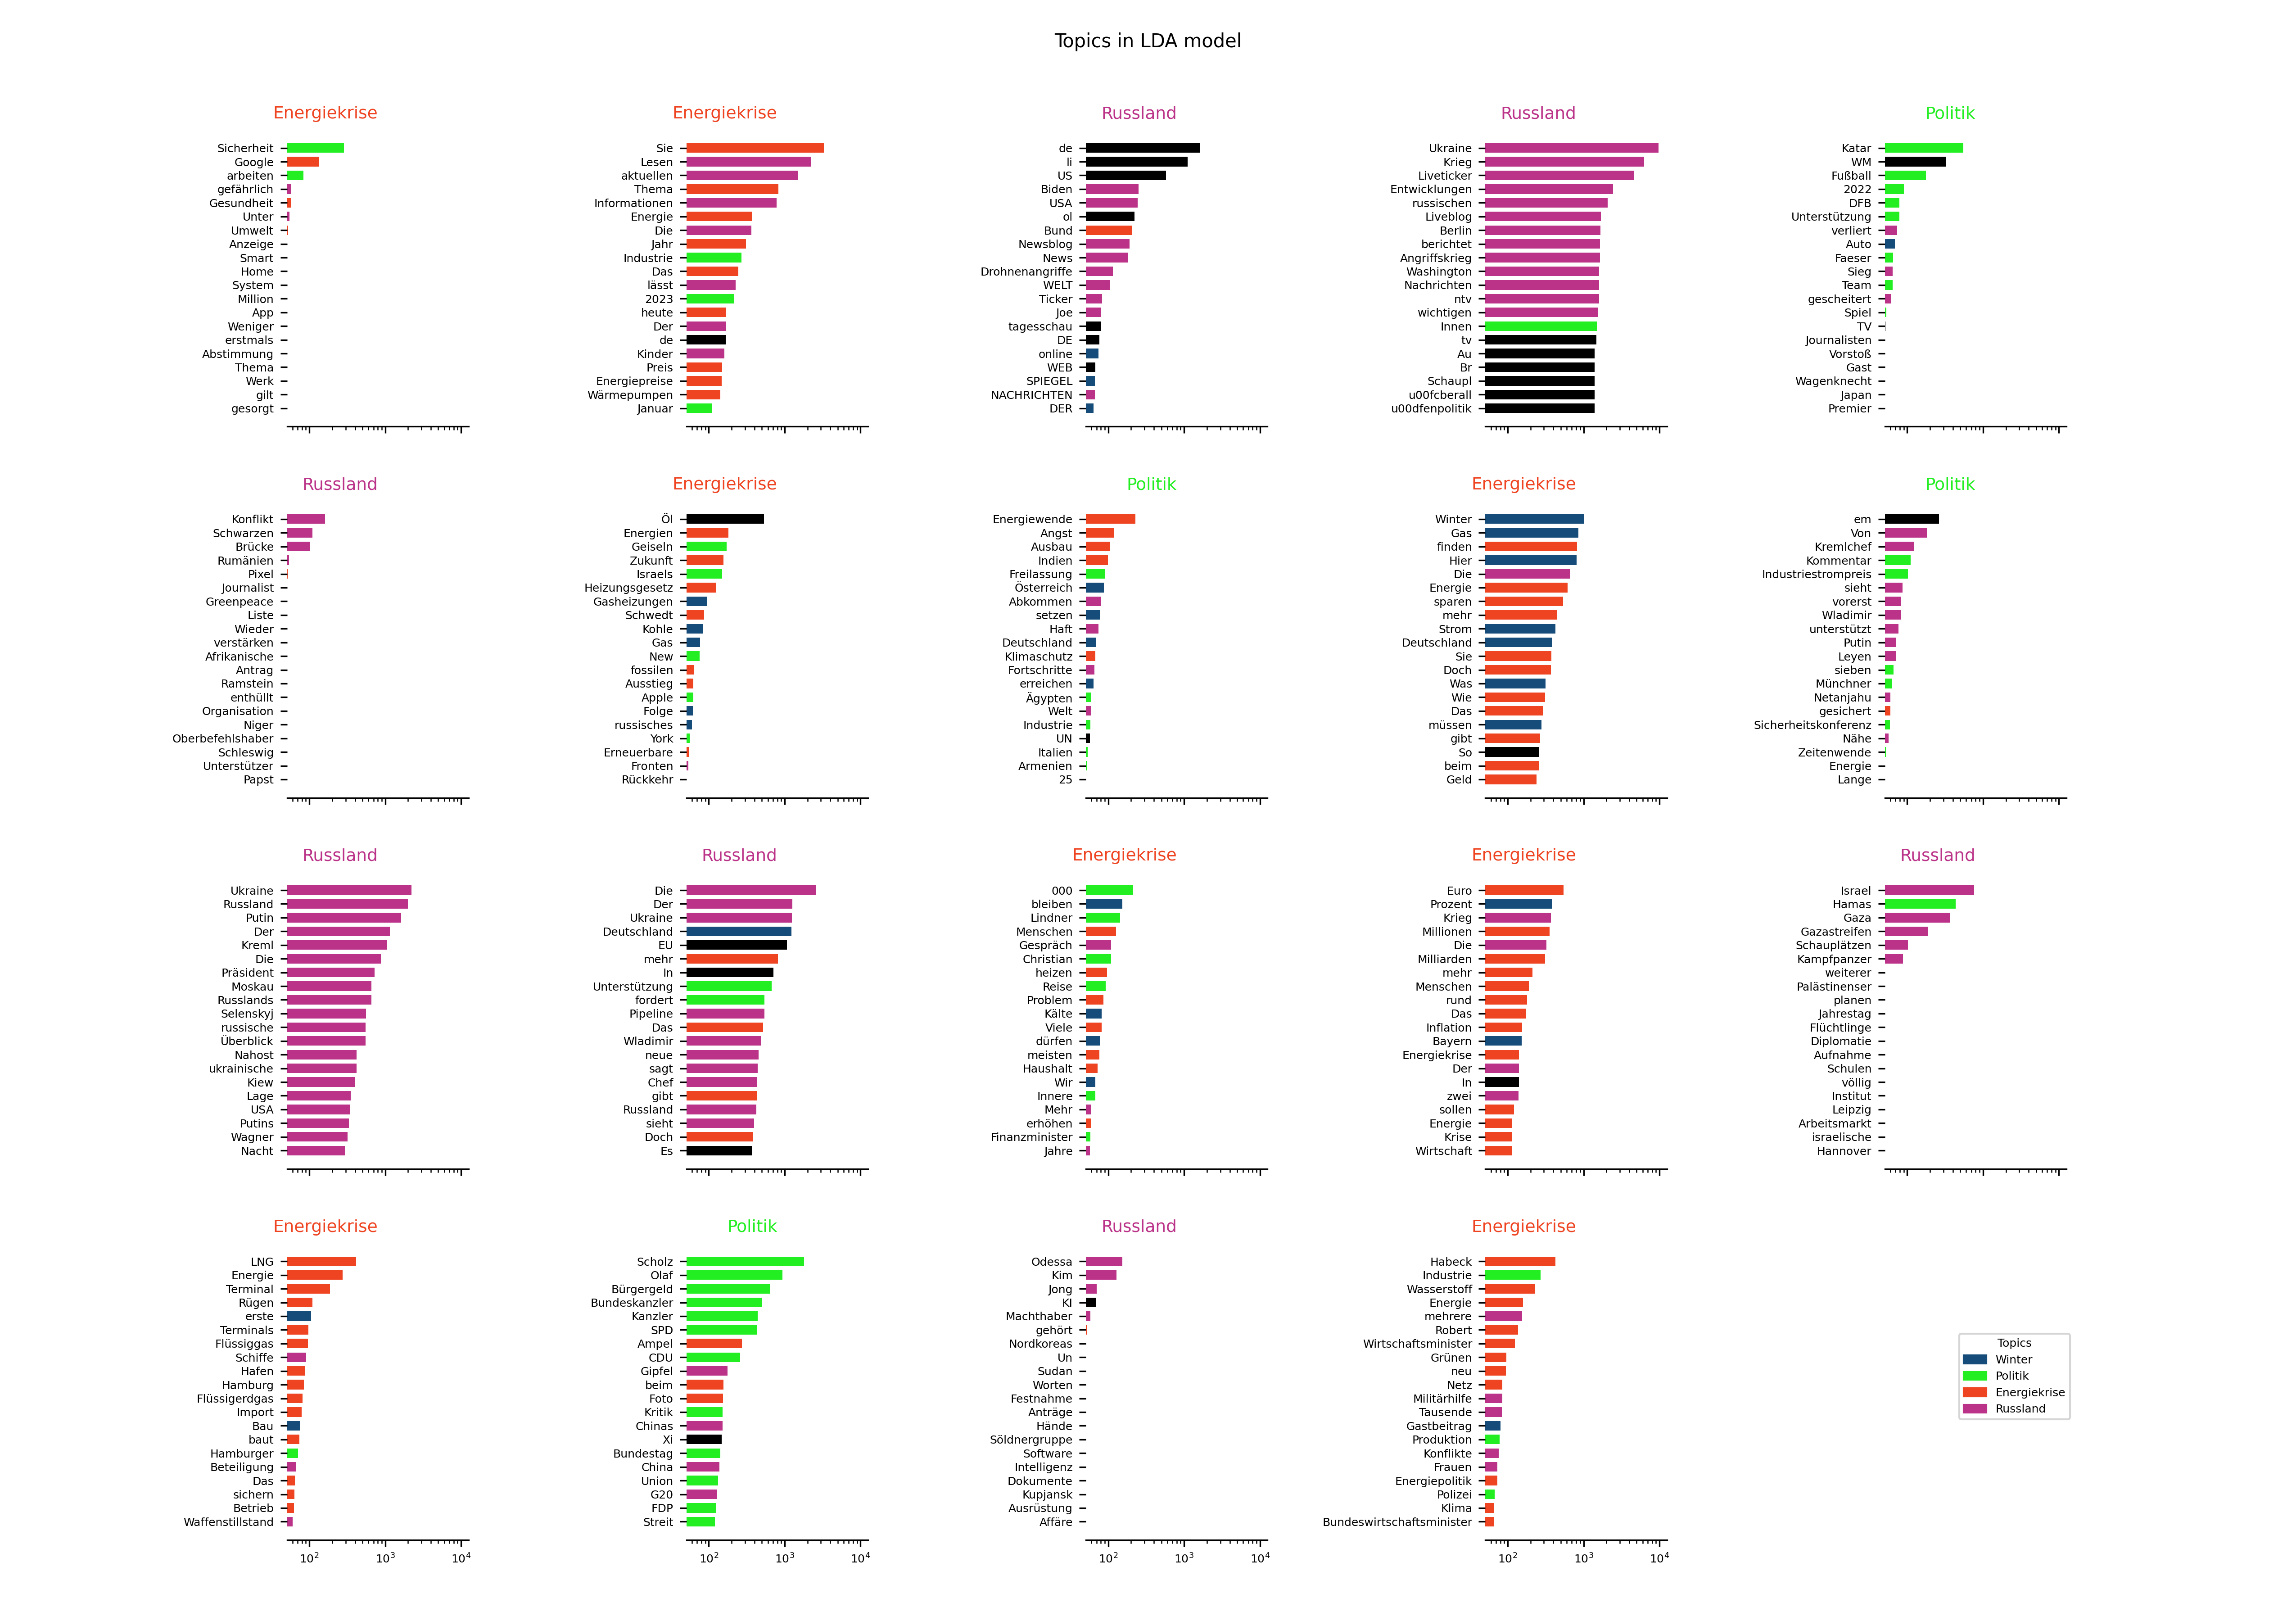 Topics in LDA model
Energiekrise
Sicherheit
Google
arbeiten
gefährlich
Gesundheit
Unter
Umwelt
Anzeige
Smart
Home
System
Million
App
Weniger
erstmals
Abstimmung
Thema
Werk
gilt
gesorgt
Energiekrise
Sie
Lesen
aktuellen
Thema
Informationen
Energie
Die
Jahr
Industrie
Das
lässt
2023
heute
Der
de
Kinder
Preis
Energiepreise
Wärmepumpen
Januar
Russland
de
li
US
Biden
USA
ol
Bund
Newsblog
News
Drohnenangriffe
WELT
Ticker
Joe
tagesschau
DE
online
WEB
SPIEGEL
NACHRICHTEN
DER
Russland
Ukraine
Krieg
Liveticker
Entwicklungen
russischen
Liveblog
Berlin
berichtet
Angriffskrieg
Washington
Nachrichten
ntv
wichtigen
Innen
tv
Au
Br
Schaupl
u00fcberall
u00dfenpolitik
Politik
Katar
WM
Fußball
2022
DFB
Unterstützung
verliert
Auto
Faeser
Sieg
Team
gescheitert
Spiel
TV
Journalisten
Vorstoß
Gast
Wagenknecht
Japan
Premier
Russland
Konflikt
Schwarzen
Brücke
Rumänien
Pixel
Journalist
Greenpeace
Liste
Wieder
verstärken
Afrikanische
Antrag
Ramstein
enthüllt
Organisation
Niger
Oberbefehlshaber
Schleswig
Unterstützer
Papst
Energiekrise
Öl
Energien
Geiseln
Zukunft
Israels
Heizungsgesetz
Gasheizungen
Schwedt
Kohle
Gas
New
fossilen
Ausstieg
Apple
Folge
russisches
York
Erneuerbare
Fronten
Rückkehr
Politik
Energiewende
Angst
Ausbau
Indien
Freilassung
Österreich
Abkommen
setzen
Haft
Deutschland
Klimaschutz
Fortschritte
erreichen
Ägypten
Welt
Industrie
UN
Italien
Armenien
25
Energiekrise
Winter
Gas
finden
Hier
Die
Energie
sparen
mehr
Strom
Deutschland
Sie
Doch
Was
Wie
Das
müssen
gibt
So
beim
Geld
Politik
em
Von
Kremlchef
Kommentar
Industriestrompreis
sieht
vorerst
Wladimir
unterstützt
Putin
Leyen
sieben
Münchner
Netanjahu
gesichert
Sicherheitskonferenz
Nähe
Zeitenwende
Energie
Lange
Russland
Ukraine
Russland
Putin
Der
Kreml
Die
Präsident
Moskau
Russlands
Selenskyj
russische
Überblick
Nahost
ukrainische
Kiew
Lage
USA
Putins
Wagner
Nacht
Russland
Die
Der
Ukraine
Deutschland
EU
mehr
In
Unterstützung
fordert
Pipeline
Das
Wladimir
neue
sagt
Chef
gibt
Russland
sieht
Doch
Es
Energiekrise
000
bleiben
Lindner
Menschen
Gespräch
Christian
heizen
Reise
Problem
Kälte
Viele
dürfen
meisten
Haushalt
Wir
Innere
Mehr
erhöhen
Finanzminister
Jahre
Energiekrise
Euro
Prozent
Krieg
Millionen
Die
Milliarden
mehr
Menschen
rund
Das
Inflation
Bayern
Energiekrise
Der
In
zwei
sollen
Energie
Krise
Wirtschaft
Russland
Israel
Hamas
Gaza
Gazastreifen
Schauplätzen
Kampfpanzer
weiterer
Palästinenser
planen
Jahrestag
Flüchtlinge
Diplomatie
Aufnahme
Schulen
völlig
Institut
Leipzig
Arbeitsmarkt
israelische
Hannover
Energiekrise
LNG
Energie
Terminal
Rügen
erste
Terminals
Flüssiggas
Schiffe
Hafen
Hamburg
Flüssigerdgas
Import
Bau
baut
Hamburger
Beteiligung
Das
sichern
Betrieb
Waffenstillstand
10² 10³ 10⁴
Politik
Scholz
Olaf
Bürgergeld
Bundeskanzler
Kanzler
SPD
Ampel
CDU
Gipfel
beim
Foto
Kritik
Chinas
Xi
Bundestag
China
Union
G20
FDP
Streit
10² 10³ 10⁴
Russland
Odessa
Kim
Jong
KI
Machthaber
gehört
Nordkoreas
Un
Sudan
Worten
Festnahme
Anträge
Hände
Söldnergruppe
Software
Intelligenz
Dokumente
Kupjansk
Ausrüstung
Affäre
10² 10³ 10⁴
Energiekrise
Habeck
Industrie
Wasserstoff
Energie
mehrere
Robert
Wirtschaftsminister
Grünen
neu
Netz
Militärhilfe
Tausende
Gastbeitrag
Produktion
Konflikte
Frauen
Energiepolitik
Polizei
Klima
Bundeswirtschaftsminister
10² 10³ 10⁴
Topics
Winter
Politik
Energiekrise
Russland